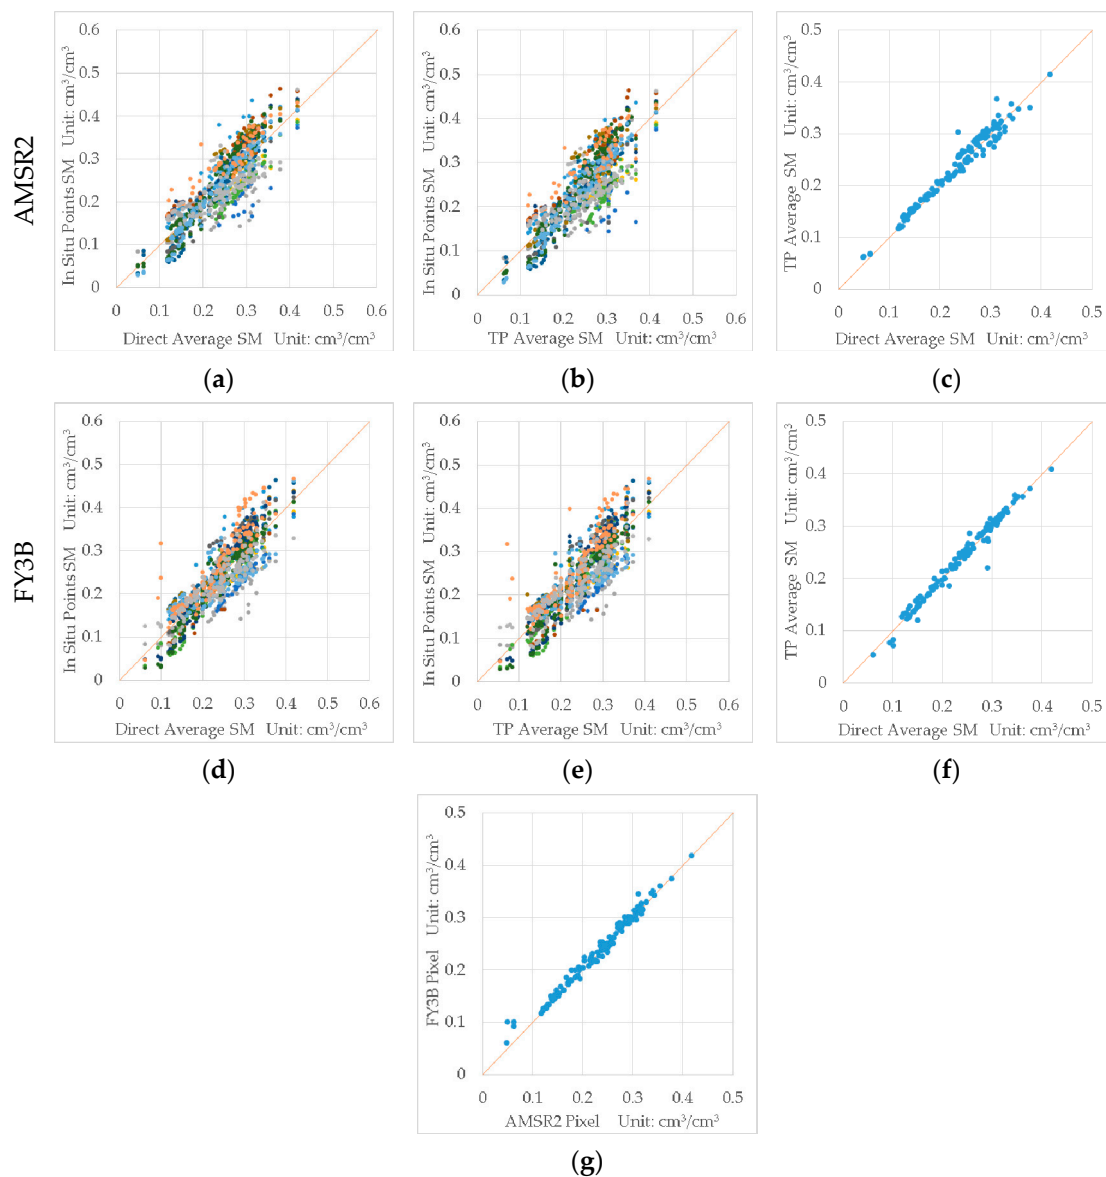 AMSR2
In Situ Points SM Unit: cm³/cm³
0.6
0.5
0.4
0.3
0.2
0.1
0
0 0.1 0.2 0.3 0.4 0.5 0.6
Direct Average SM Unit: cm³/cm³
(a)
In Situ Points SM Unit: cm³/cm³
0.6
0.5
0.4
0.3
0.2
0.1
0
0 0.1 0.2 0.3 0.4 0.5 0.6
TP Average SM Unit: cm³/cm³
(b)
TP Average SM Unit: cm³/cm³
0.5
0.4
0.3
0.2
0.1
0
0 0.1 0.2 0.3 0.4 0.5
Direct Average SM Unit: cm³/cm³
(c)
FY3B
In Situ Points SM Unit: cm³/cm³
0.6
0.5
0.4
0.3
0.2
0.1
0
0 0.1 0.2 0.3 0.4 0.5 0.6
Direct Average SM Unit: cm³/cm³
(d)
In Situ Points SM Unit: cm³/cm³
0.6
0.5
0.4
0.3
0.2
0.1
0
0 0.1 0.2 0.3 0.4 0.5 0.6
TP Average SM Unit: cm³/cm³
(e)
TP Average SM Unit: cm³/cm³
0.5
0.4
0.3
0.2
0.1
0
0 0.1 0.2 0.3 0.4 0.5
Direct Average SM Unit: cm³/cm³
(f)
FY3B Pixel Unit: cm³/cm³
0.5
0.4
0.3
0.2
0.1
0
0 0.1 0.2 0.3 0.4 0.5
AMSR2 Pixel Unit: cm³/cm³
(g)